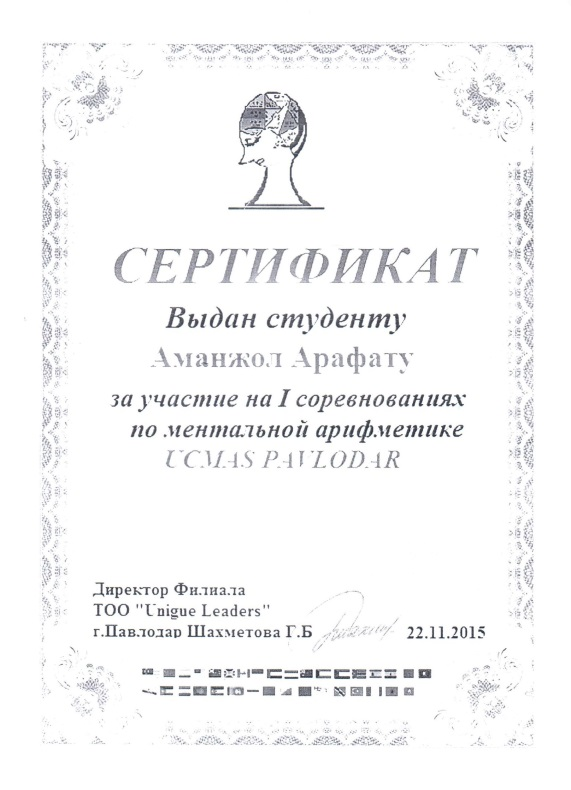 СЕРТИФИКАТ
Выдан студенту
Аманжол Арафату
за участие на I соревнованиях
по ментальной арифметике
UCMAS PAVLODAR
Директор Филиала
ТОО "Unigue Leaders"
г.Павлодар Шахметова Г.Б
22.11.2015